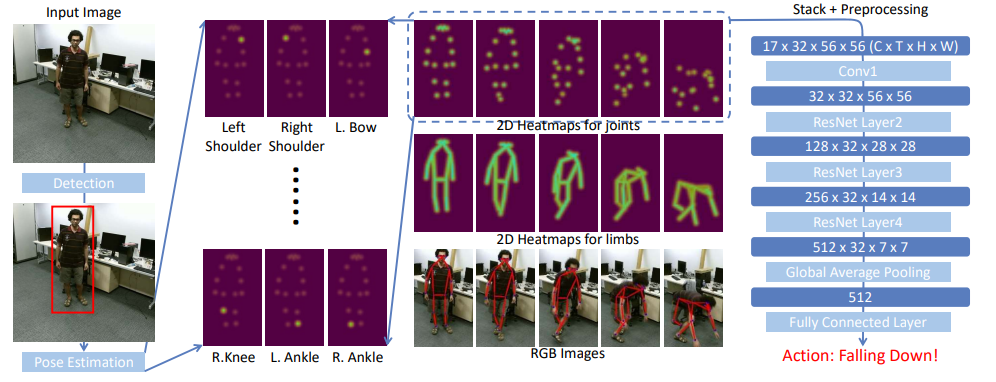 Input Image
Detection
Pose Estimation
Left
Shoulder
Right
Shoulder
L. Bow
R.Knee
L. Ankle
R. Ankle
2D Heatmaps for joints
2D Heatmaps for limbs
RGB Images
Stack + Preprocessing
17 x 32 x 56 x 56 (C x T x H x W)
Conv1
32 x 32 x 56 x 56
ResNet Layer2
128 x 32 x 28 x 28
ResNet Layer3
256 x 32 x 14 x 14
ResNet Layer4
512 x 32 x 7 x 7
Global Average Pooling
512
Fully Connected Layer
Action: Falling Down!